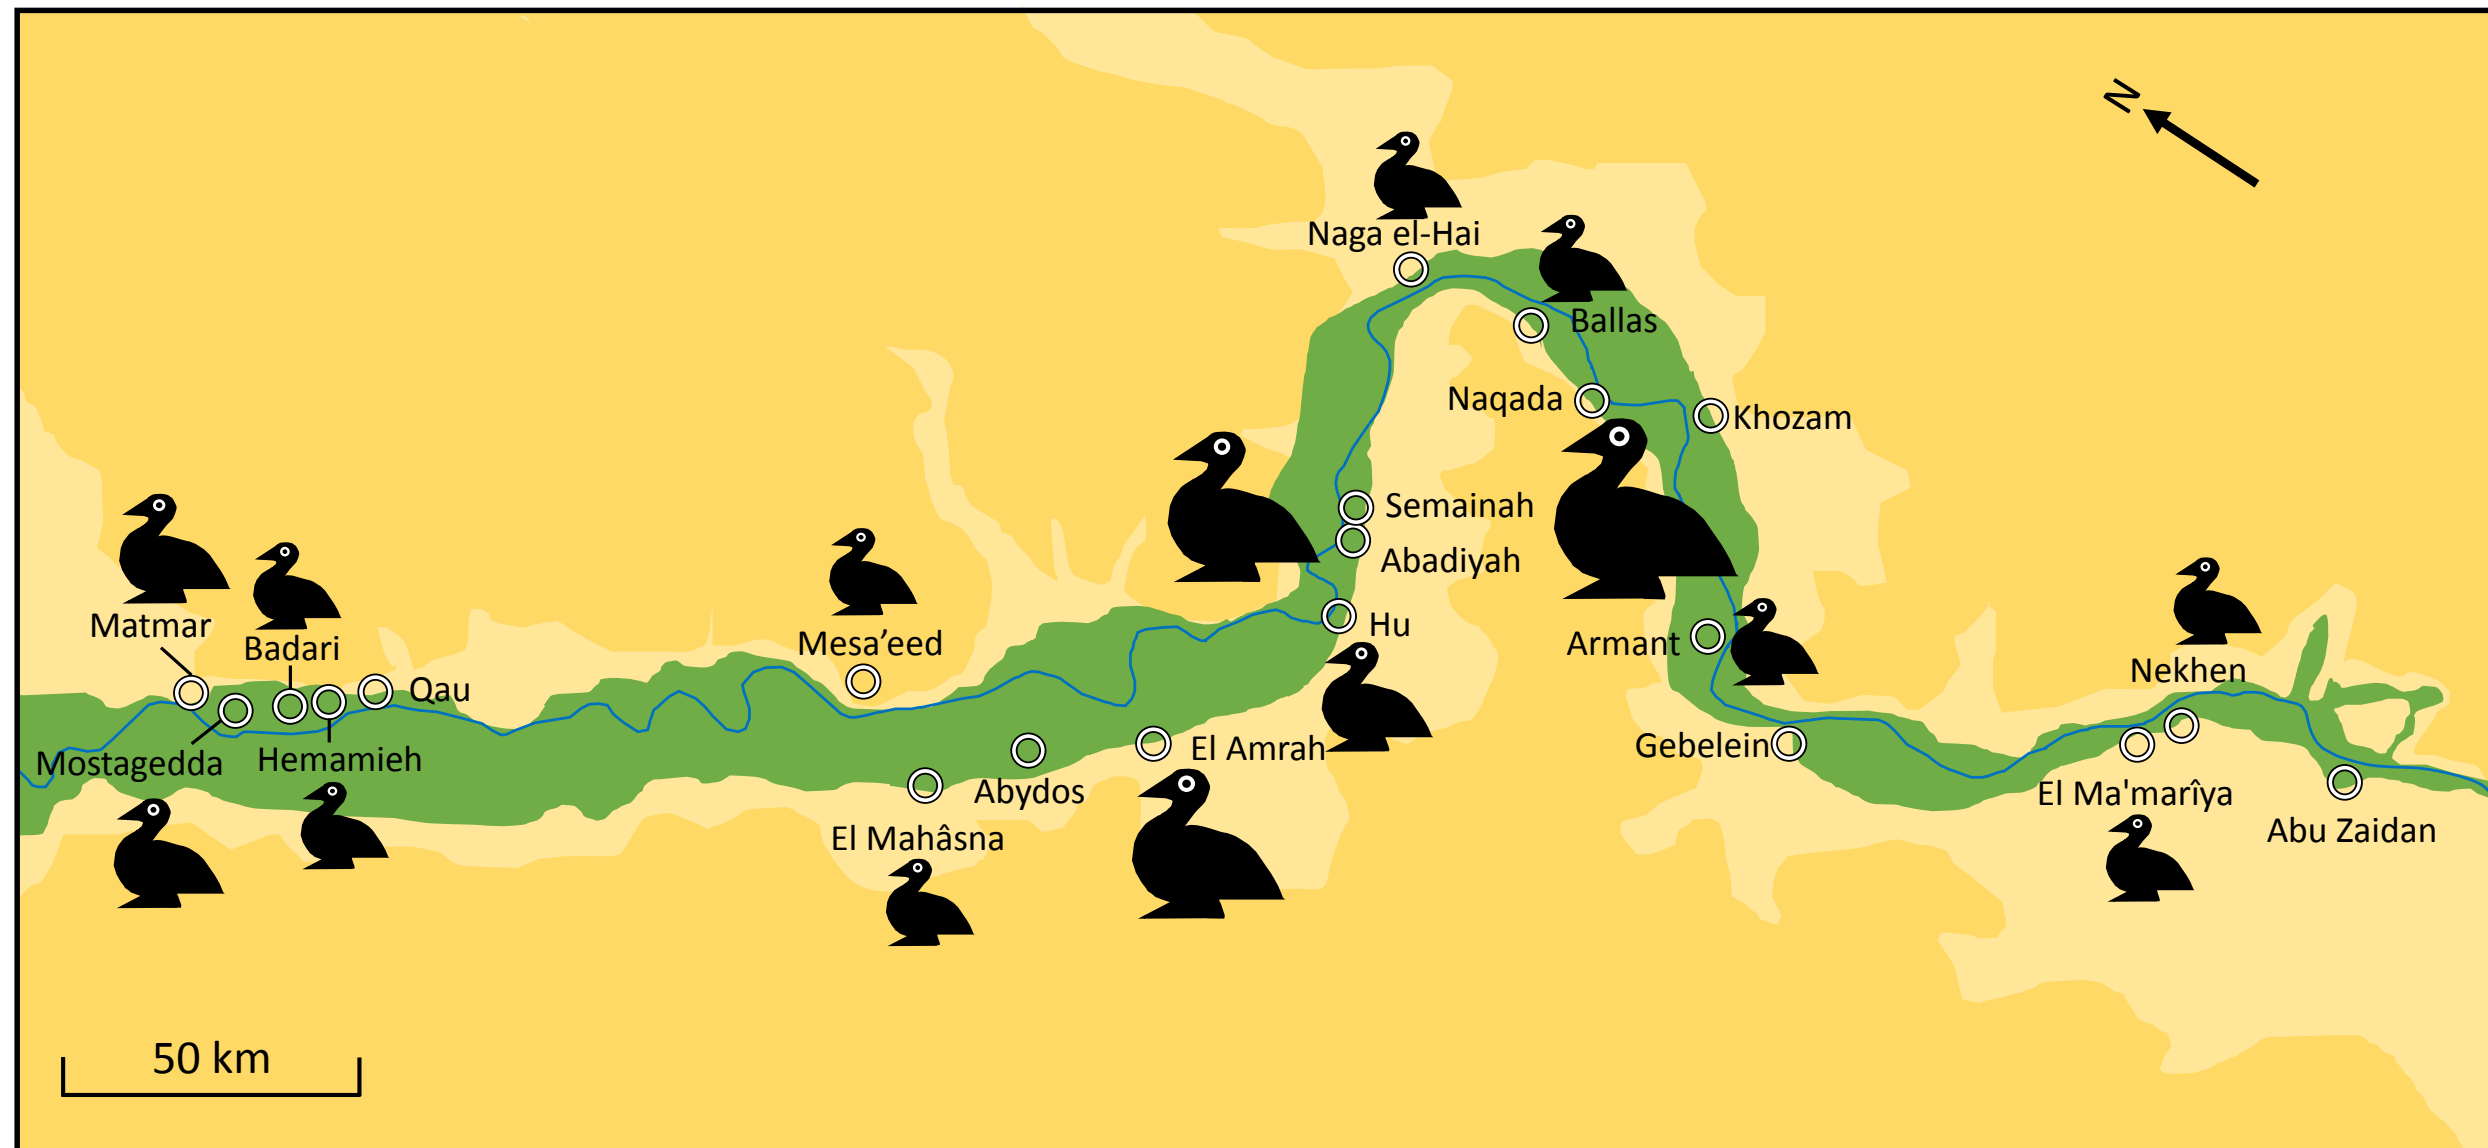 N
Naga el-Hai
Ballas
Naqada
Khozam
Semainah
Abadiyah
Hu
Matmar
Badari
Mesa’eed
Armant
Nekhen
Qau
Mostagedda
Hemamieh
El Amrah
Gebelein
Abydos
El Ma'marîya
El Mahâsna
Abu Zaidan
50 km